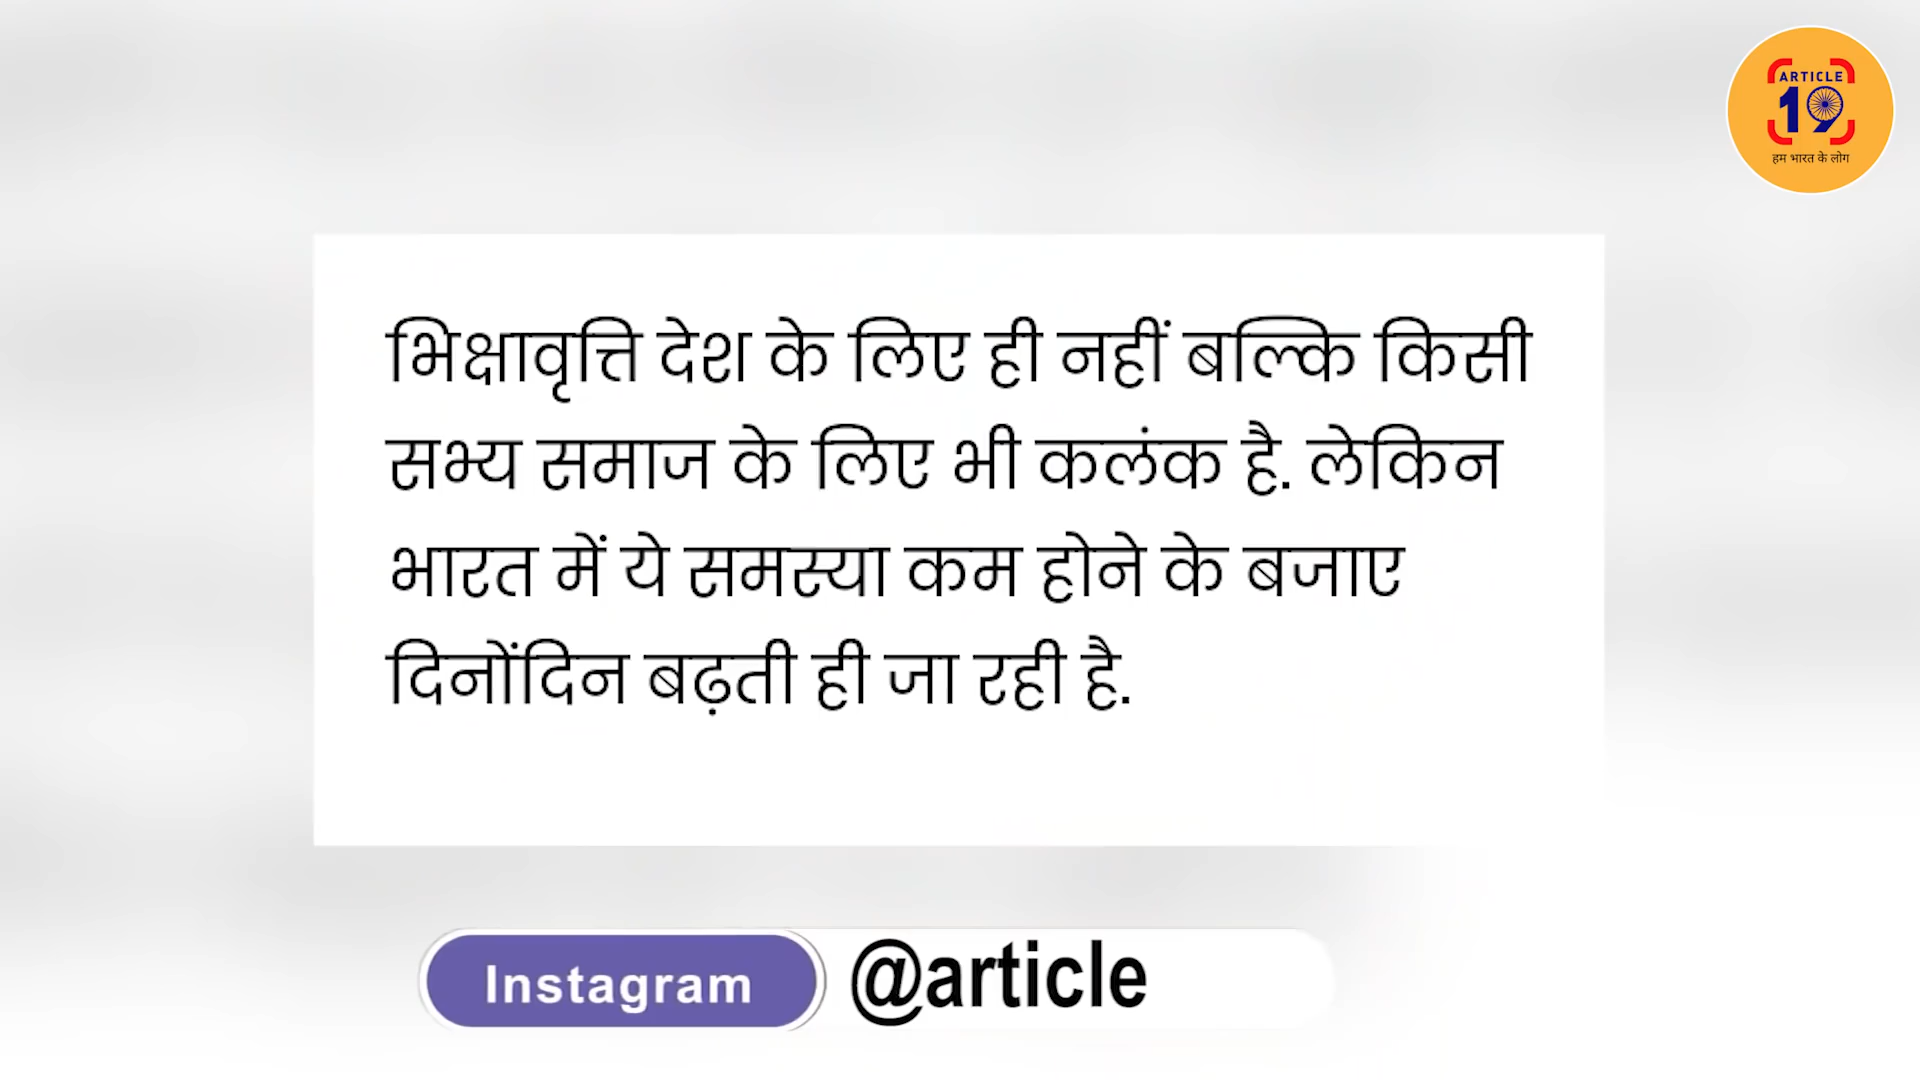 ARTICLE
19
हम भारत के लोग
भिक्षावृत्ति देश के लिए ही नहीं बल्कि किसी
सभ्य समाज के लिए भी कलंक है. लेकिन
भारत में ये समस्या कम होने के बजाए
दिनोंदिन बढ़ती ही जा रही है.
Instagram @article